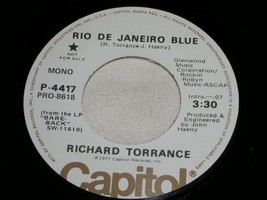 RIO DE JANEIRO BLUE
(R. Torrance-J. Haeny)
NOT
FOR SALE
MONO
P-4417
PRO-8618
(from the LP
"BARE-
BACK"
SW-11610)
Glenwood
Music
Corporation/
Rockin
Robyn
Music-ASCAP
Intro.-:07
3:30
Produced &
Engineered
by John
Haeny
RICHARD TORRANCE
℗1977 Capitol Records, Inc.
Capitol